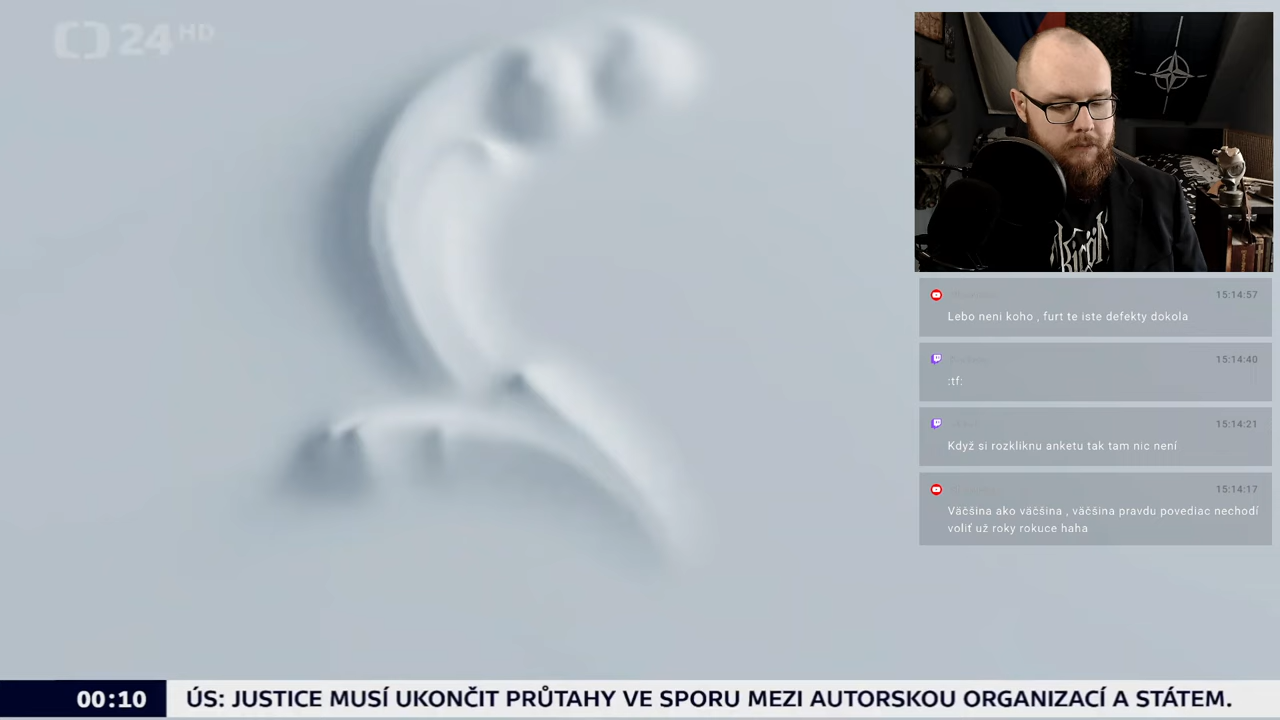 24 HD
15:14:57
Lebo neni koho , furt te iste defekty dokola
15:14:40
:tf:
15:14:21
Když si rozkliknu anketu tak tam nic není
15:14:17
Väčšina ako väčšina , väčšina pravdu povediac nechodí
voliť už roky rokuce haha
00:10
ÚS: JUSTICE MUSÍ UKONČIT PRŮTAHY VE SPORU MEZI AUTORSKOU ORGANIZACÍ A STÁTEM.